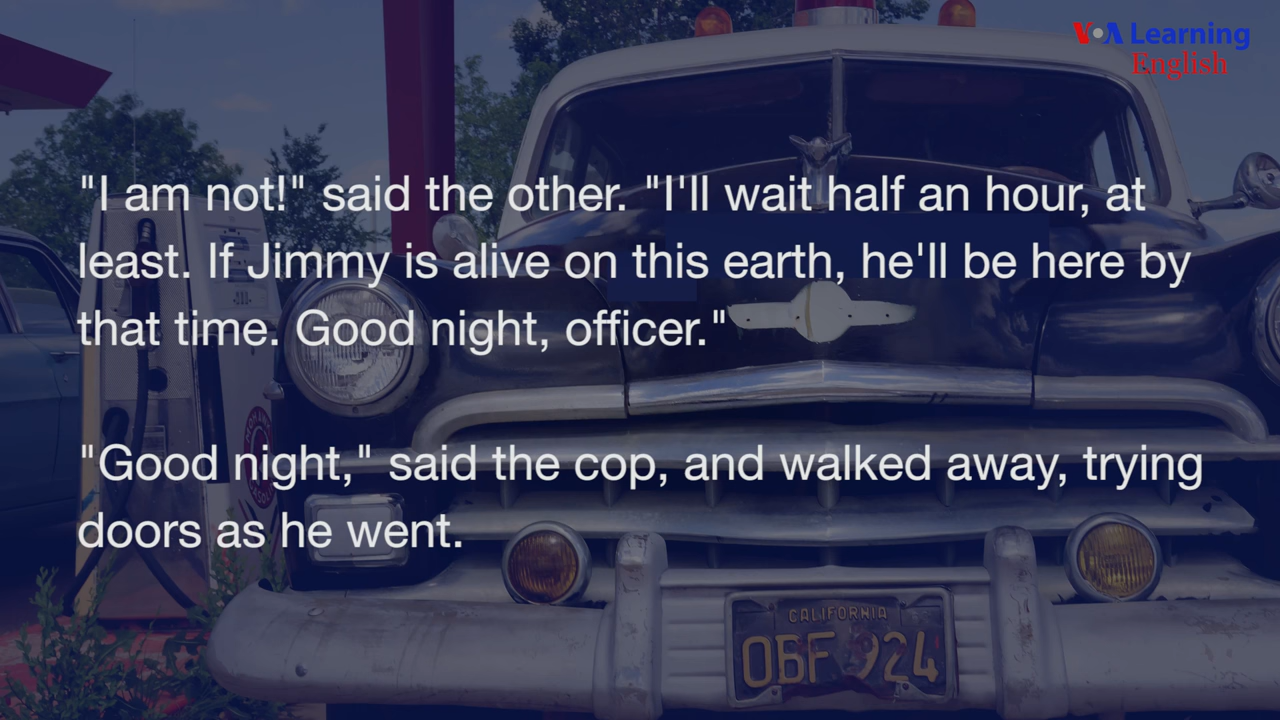 VOA Learning
English
"I am not!" said the other. "I'll wait half an hour, at
least. If Jimmy is alive on this earth, he'll be here by
that time. Good night, officer."
"Good night," said the cop, and walked away, trying
doors as he went.
CALIFORNIA
OBF 924